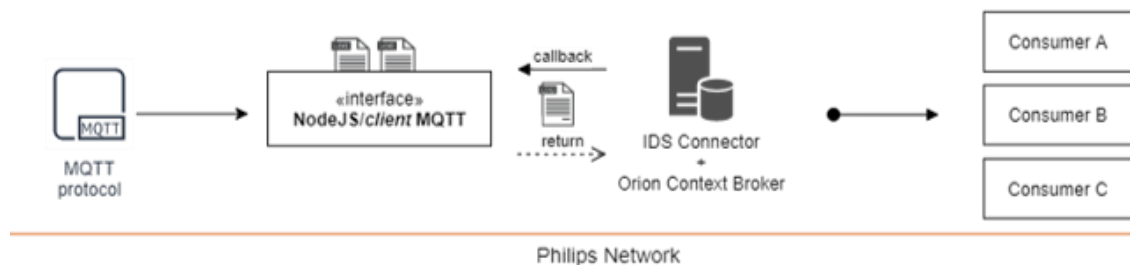 MQTT
MQTT
protocol
«interface»
NodeJS/client MQTT
callback
return
IDS Connector
+
Orion Context Broker
Consumer A
Consumer B
Consumer C
Philips Network